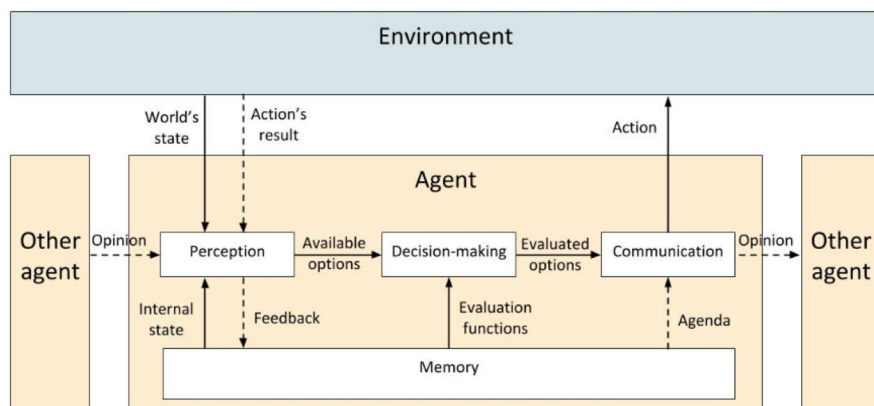 Environment
World's
state
Action's
result
Action
Agent
Other
agent
Opinion
Perception
Available
options
Decision-making
Evaluated
options
Communication
Opinion
Other
agent
Internal
state
Feedback
Evaluation
functions
Agenda
Memory